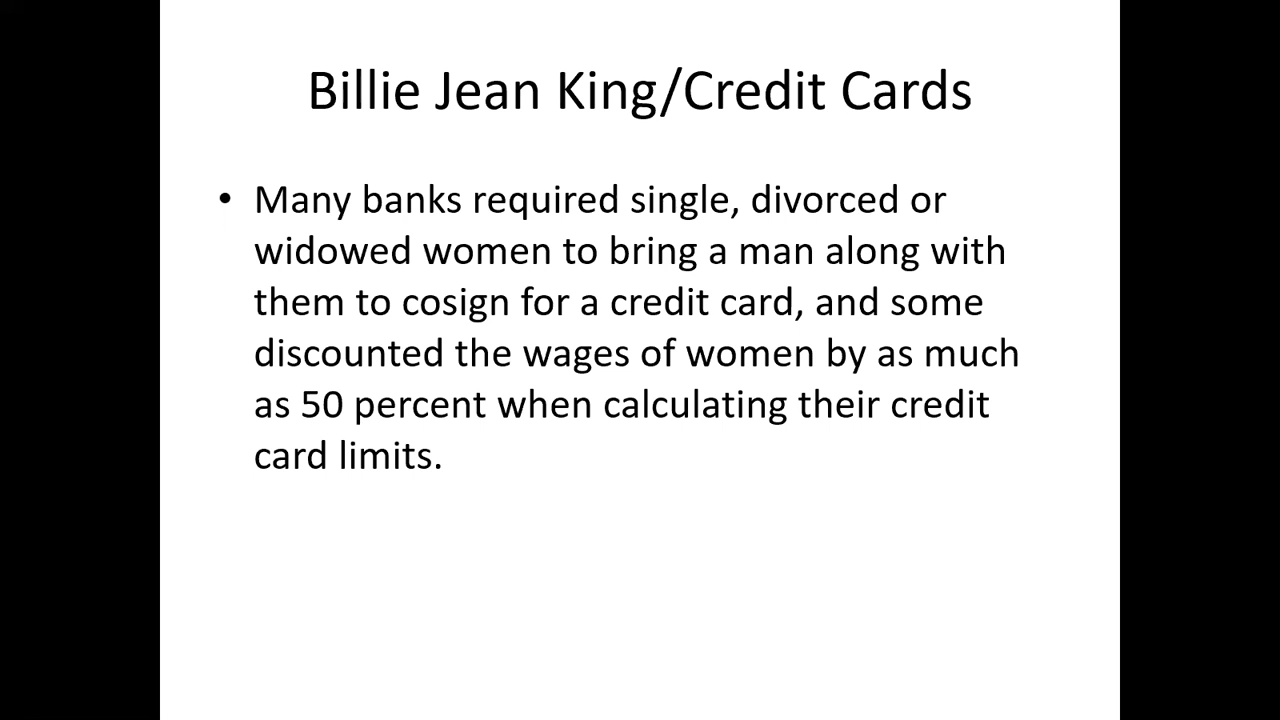 Billie Jean King/Credit Cards
• Many banks required single, divorced or
widowed women to bring a man along with
them to cosign for a credit card, and some
discounted the wages of women by as much
as 50 percent when calculating their credit
card limits.